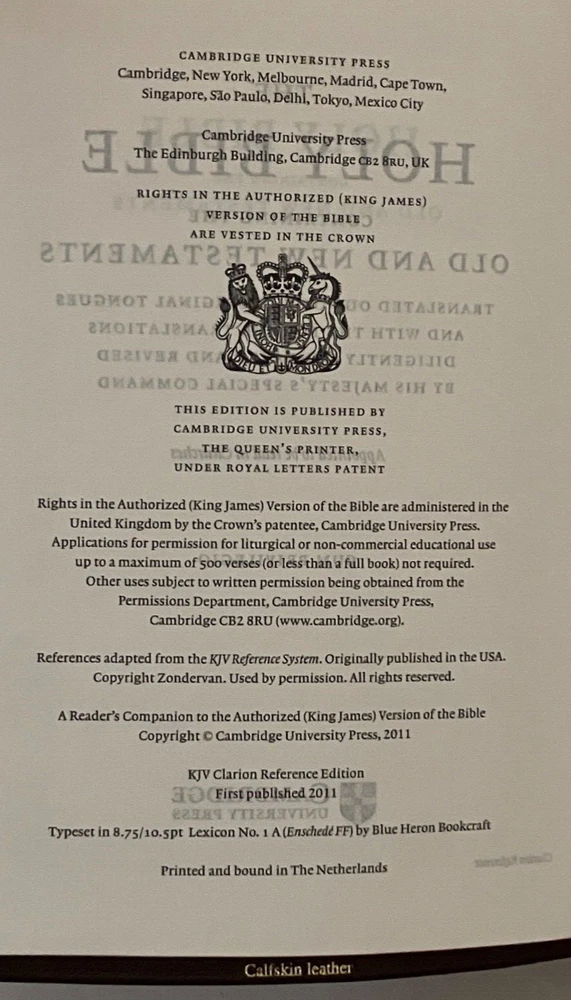 CAMBRIDGE UNIVERSITY PRESS
Cambridge, New York, Melbourne, Madrid, Cape Town,
Singapore, São Paulo, Delhi, Tokyo, Mexico City
Cambridge University Press
The Edinburgh Building, Cambridge CB2 8RU, UK
RIGHTS IN THE AUTHORIZED (KING JAMES)
VERSION OF THE BIBLE
ARE VESTED IN THE CROWN
DIEU ET MON DROIT
THIS EDITION IS PUBLISHED BY
CAMBRIDGE UNIVERSITY PRESS,
THE QUEEN'S PRINTER,
UNDER ROYAL LETTERS PATENT
Rights in the Authorized (King James) Version of the Bible are administered in the
United Kingdom by the Crown's patentee, Cambridge University Press.
Applications for permission for liturgical or non-commercial educational use
up to a maximum of 500 verses (or less than a full book) not required.
Other uses subject to written permission being obtained from the
Permissions Department, Cambridge University Press,
Cambridge CB2 8RU (www.cambridge.org).
References adapted from the KJV Reference System. Originally published in the USA.
Copyright Zondervan. Used by permission. All rights reserved.
A Reader's Companion to the Authorized (King James) Version of the Bible
Copyright © Cambridge University Press, 2011
KJV Clarion Reference Edition
First published 2011
Typeset in 8.75/10.5pt Lexicon No. 1 A (Enschedé FF) by Blue Heron Bookcraft
Printed and bound in The Netherlands
Calfskin leather